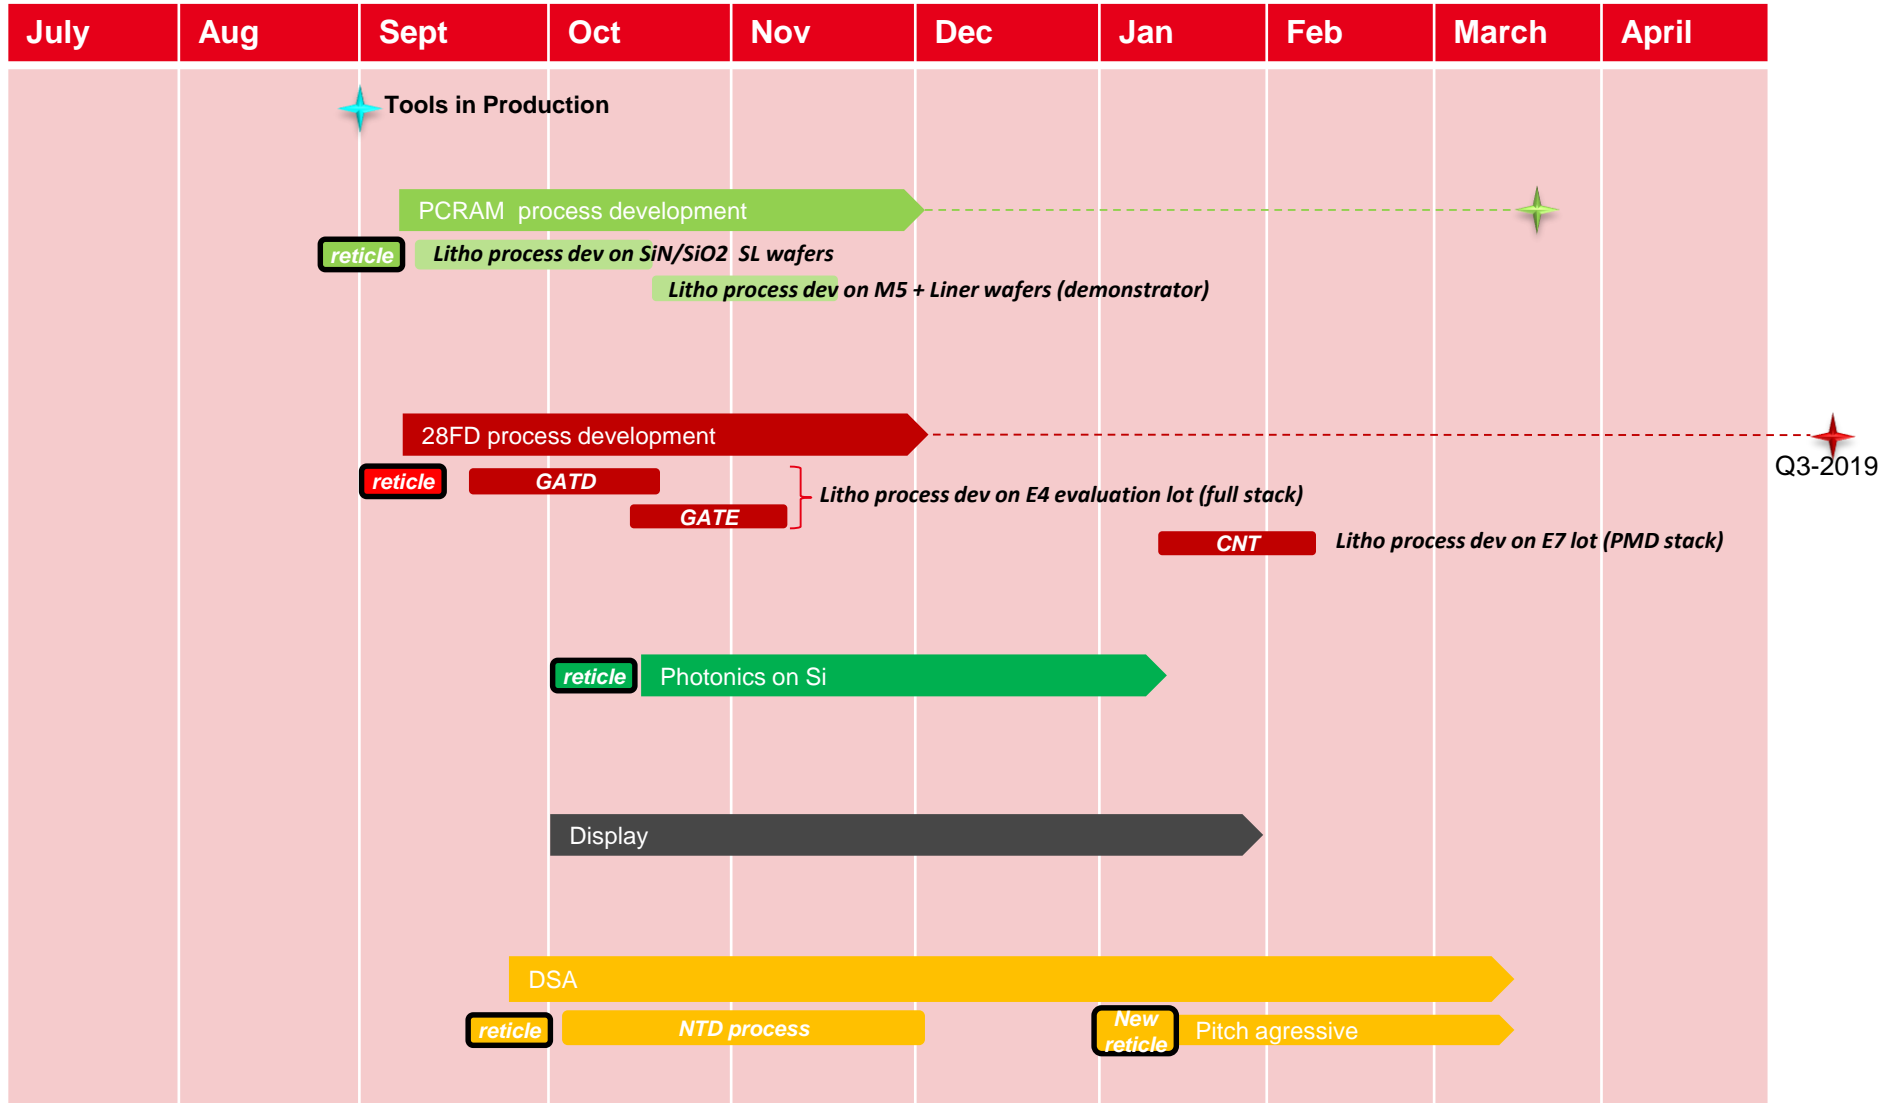 July Aug Sept Oct Nov Dec Jan Feb March April
Tools in Production
PCRAM process development
reticle Litho process dev on SiN/SiO2 SL wafers
Litho process dev on M5 + Liner wafers (demonstrator)
28FD process development
Q3-2019
reticle GATD
GATE
Litho process dev on E4 evaluation lot (full stack)
CNT Litho process dev on E7 lot (PMD stack)
reticle Photonics on Si
Display
DSA
reticle NTD process
New
reticle
Pitch agressive